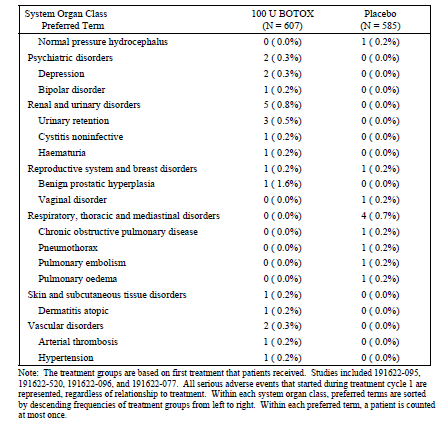 System Organ Class 100 U BOTOX Placebo
Preferred Term (N = 607) (N = 585)
Normal pressure hydrocephalus 0 ( 0.0%) 1 ( 0.2%)
Psychiatric disorders 2 ( 0.3%) 0 ( 0.0%)
Depression 2 ( 0.3%) 0 ( 0.0%)
Bipolar disorder 1 ( 0.2%) 0 ( 0.0%)
Renal and urinary disorders 5 ( 0.8%) 0 ( 0.0%)
Urinary retention 3 ( 0.5%) 0 ( 0.0%)
Cystitis noninfective 1 ( 0.2%) 0 ( 0.0%)
Haematuria 1 ( 0.2%) 0 ( 0.0%)
Reproductive system and breast disorders 1 ( 0.2%) 1 ( 0.2%)
Benign prostatic hyperplasia 1 ( 1.6%) 0 ( 0.0%)
Vaginal disorder 0 ( 0.0%) 1 ( 0.2%)
Respiratory, thoracic and mediastinal disorders 0 ( 0.0%) 4 ( 0.7%)
Chronic obstructive pulmonary disease 0 ( 0.0%) 1 ( 0.2%)
Pneumothorax 0 ( 0.0%) 1 ( 0.2%)
Pulmonary embolism 0 ( 0.0%) 1 ( 0.2%)
Pulmonary oedema 0 ( 0.0%) 1 ( 0.2%)
Skin and subcutaneous tissue disorders 1 ( 0.2%) 0 ( 0.0%)
Dermatitis atopic 1 ( 0.2%) 0 ( 0.0%)
Vascular disorders 2 ( 0.3%) 0 ( 0.0%)
Arterial thrombosis 1 ( 0.2%) 0 ( 0.0%)
Hypertension 1 ( 0.2%) 0 ( 0.0%)
Note: The treatment groups are based on first treatment that patients received. Studies included 191622-095,
191622-520, 191622-096, and 191622-077. All serious adverse events that started during treatment cycle 1 are
represented, regardless of relationship to treatment. Within each system organ class, preferred terms are sorted
by descending frequencies of treatment groups from left to right. Within each preferred term, a patient is counted
at most once.